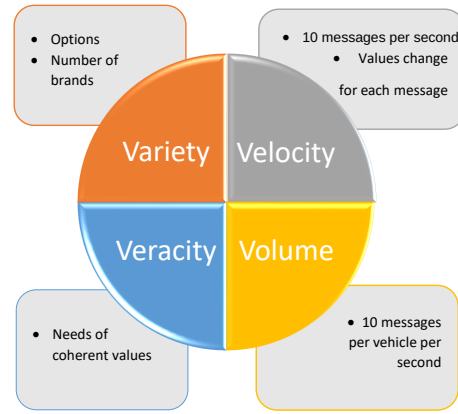 • Options
• Number of
brands
• 10 messages per second
• Values change
for each message
Variety
Velocity
Veracity
Volume
• Needs of
coherent values
• 10 messages
per vehicle per
second